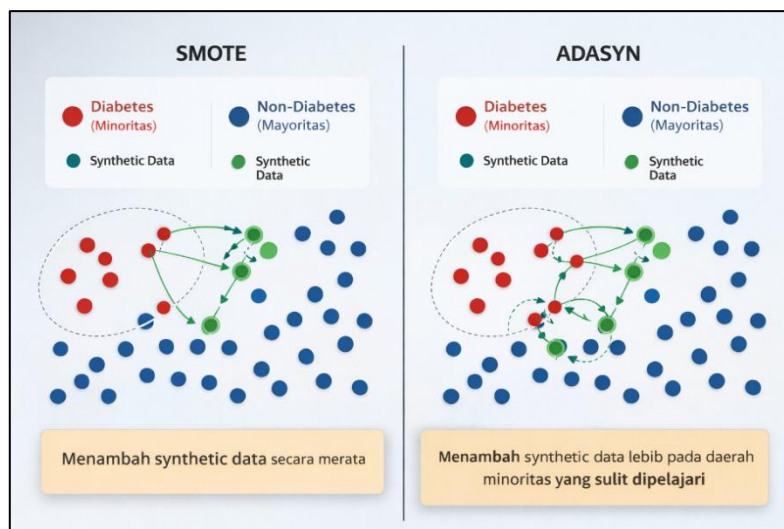 SMOTE
Diabetes
(Minoritas)
Non-Diabetes
(Mayoritas)
Synthetic Data
Synthetic
Data
Menambah synthetic data secara merata
ADASYN
Diabetes
(Minoritas)
Non-Diabetes
(Mayoritas)
Synthetic Data
Synthetic
Data
Menambah synthetic data lebib pada daerah
minoritas yang sulit dipelajari